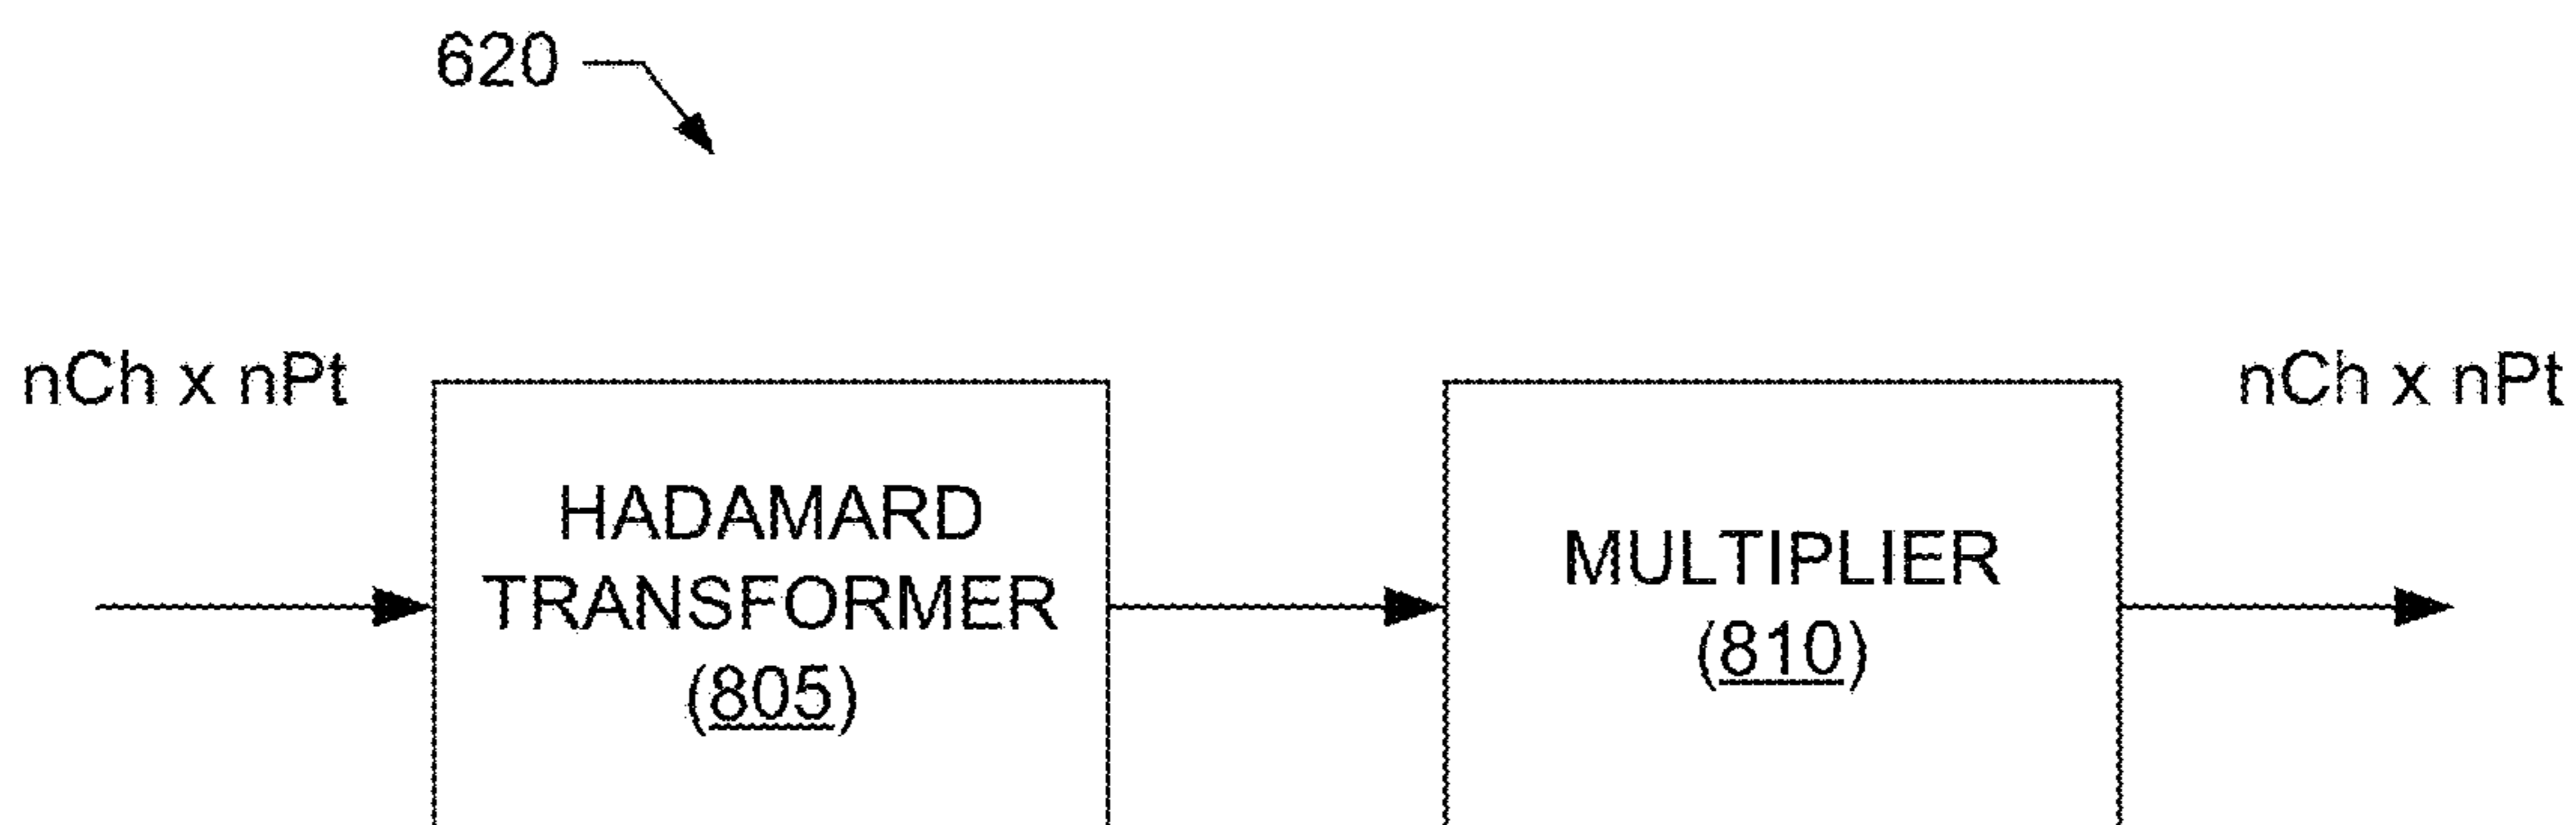 620
nCh x nPt
nCh x nPt
HADAMARD
TRANSFORMER
(805)
MULTIPLIER
(810)